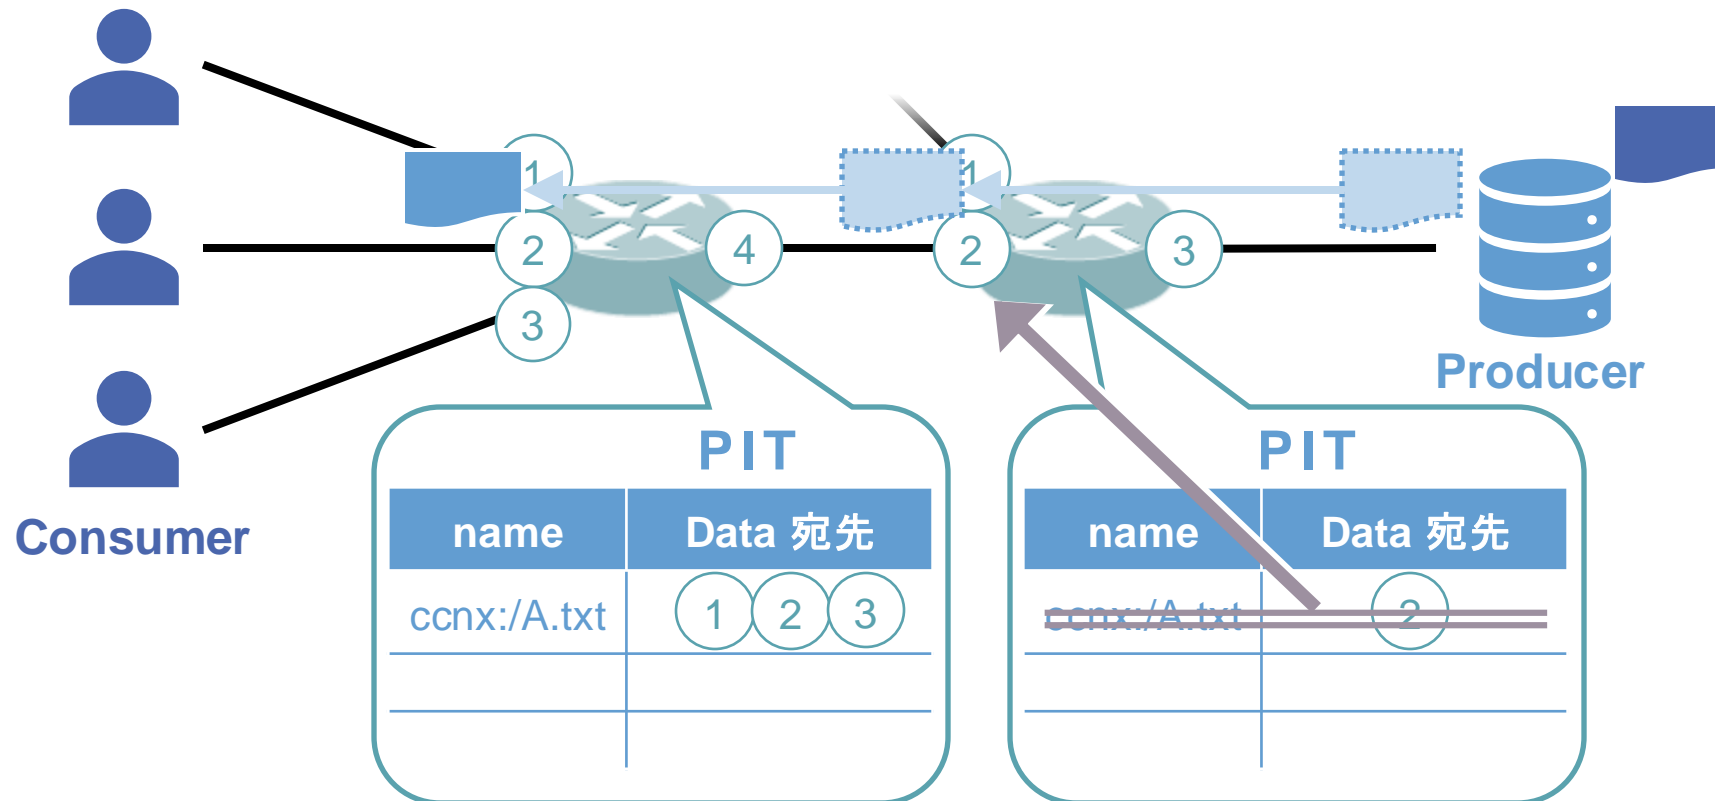 1
1
2
4
2
3
3
Producer
Consumer
PIT
name Data 宛先
ccnx:/A.txt 1 2 3
PIT
name Data 宛先
ccnx:/A.txt 2